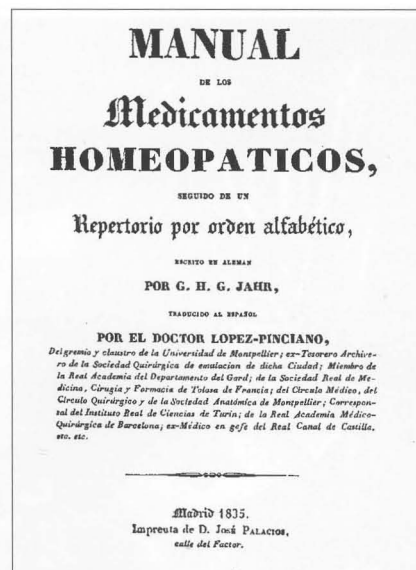 MANUAL
DE LOS
Medicamentos
HOMEOPATICOS,
SEGUIDO DE UN
Repertorio por orden alfabético,
ESCRITO EN ALEMAN
POR G. H. G. JAHR,
TRADUCIDO AL ESPAÑOL
POR EL DOCTOR LOPEZ-PINCIANO,
Del gremio y claustro de la Universidad de Montpellier; ex-Tesorero Archive-
ro de la Sociedad Quirúrgica de emulacion de dicha Ciudad; Miembro de
la Real Academia del Departamento del Gard; de la Sociedad Real de Me-
dicina, Cirugia y Farmacia de Tolosa de Francia; del Circulo Médico, del
Circulo Quirúrgico y de la Sociedad Anatómica de Montpellier; Correspon-
sal del Instituto Real de Ciencias de Turin; de la Real Academia Médico-
Quirúrgica de Barcelona; ex-Médico en gefe del Real Canal de Castilla.
etc. etc.
Madrid 1835.
Imprenta de D. José PALACIOS,
calle del Factor.